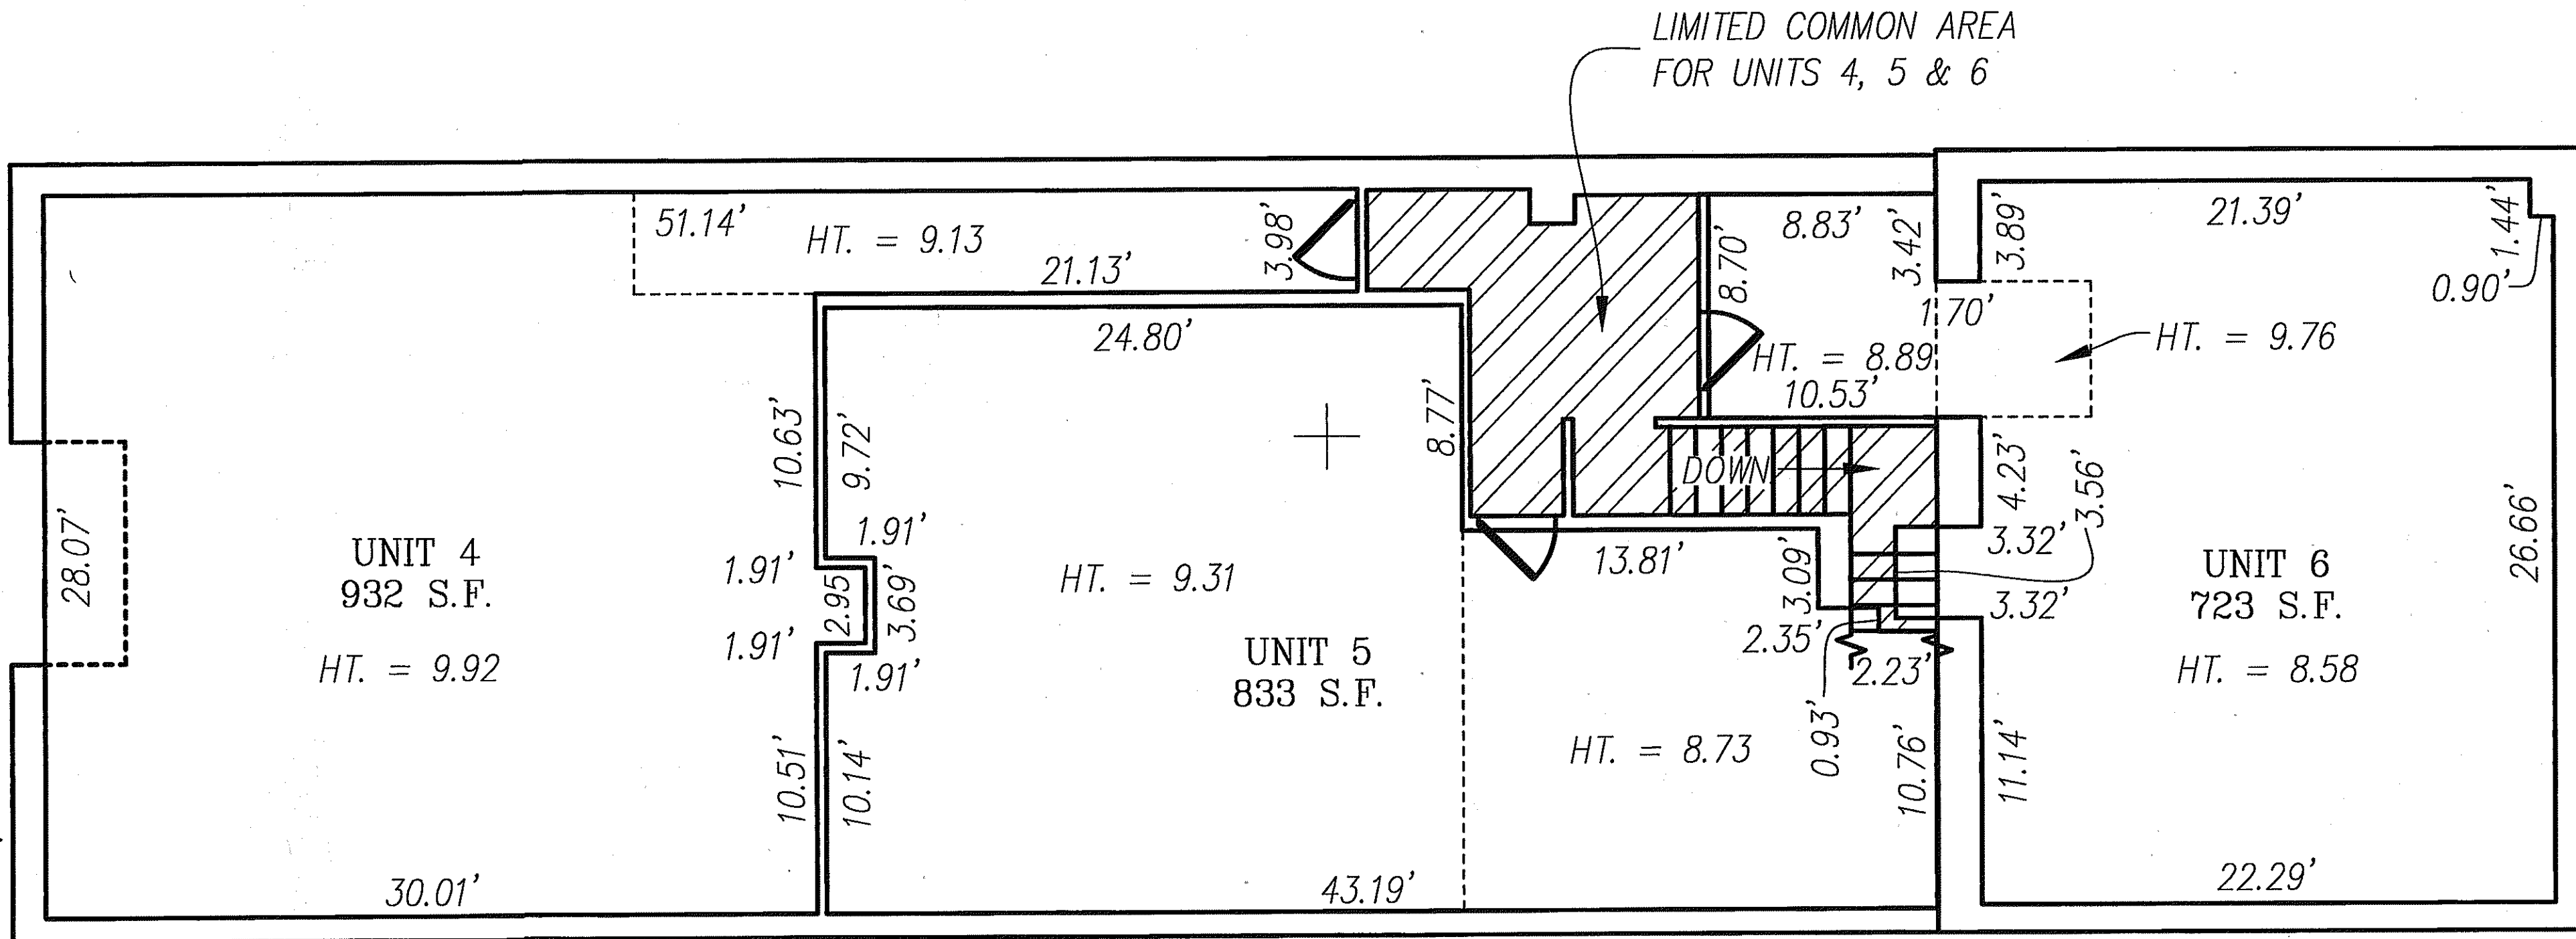 LIMITED COMMON AREA
FOR UNITS 4, 5 & 6
51.14'
HT. = 9.13
21.13'
3.98'
8.70'
8.83'
3.42'
3.89'
21.39'
1.44'
0.90'
1.70'
HT. = 9.76
HT. = 8.89
10.53'
24.80'
8.77'
10.63'
9.72'
DOWN
4.23'
3.56'
3.32'
3.32'
28.07'
UNIT 4
932 S.F.
HT. = 9.92
1.91'
1.91'
2.95
3.69'
1.91'
1.91'
HT. = 9.31
UNIT 5
833 S.F.
13.81'
3.09'
2.35'
2.23'
0.93'
UNIT 6
723 S.F.
HT. = 8.58
26.66'
10.51'
10.14'
HT. = 8.73
10.76'
11.14'
30.01'
43.19'
22.29'